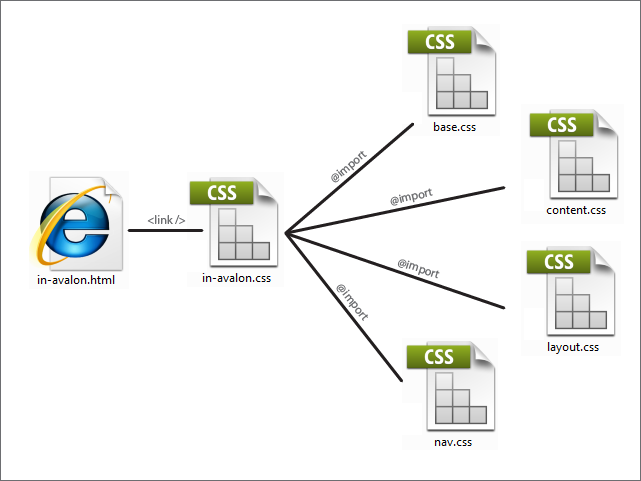 CSS
base.css
@import
CSS
@import
content.css
CSS
<link />
CSS
in-avalon.html
in-avalon.css
@import
layout.css
@import
CSS
nav.css